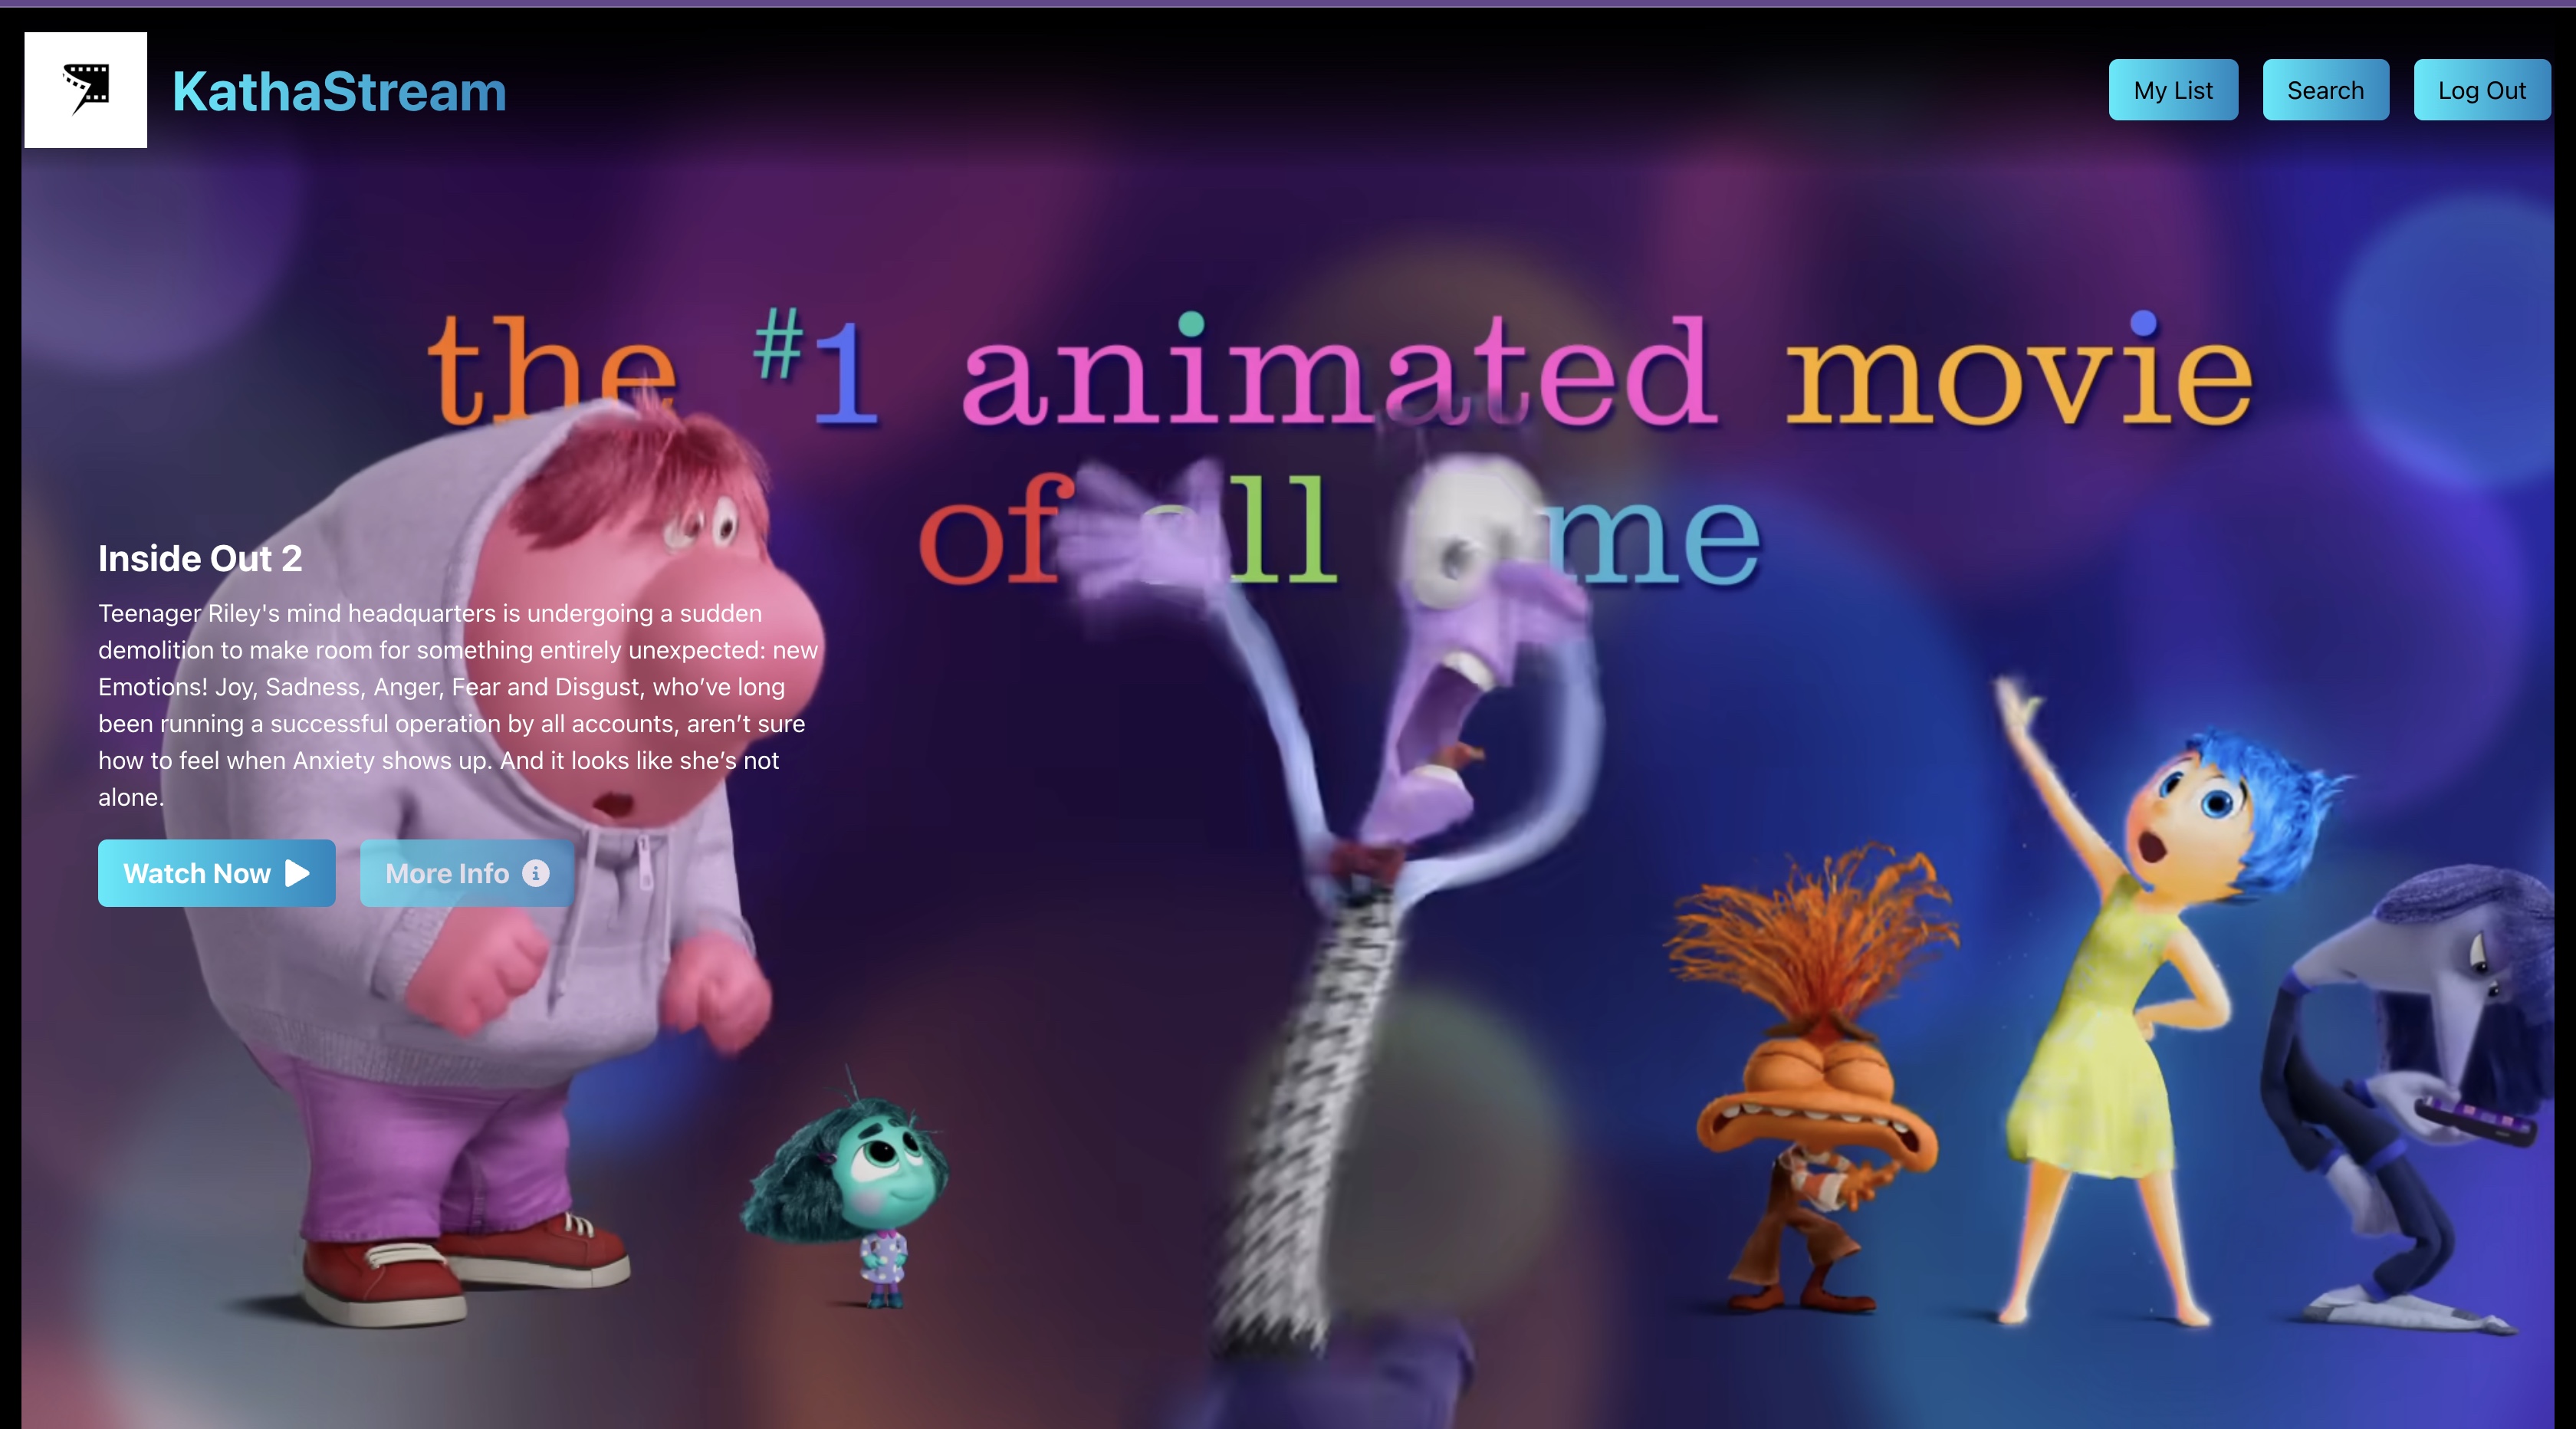 KathaStream
My List
Search
Log Out
the #1 animated movie
of ll me
Inside Out 2
Teenager Riley's mind headquarters is undergoing a sudden
demolition to make room for something entirely unexpected: new
Emotions! Joy, Sadness, Anger, Fear and Disgust, who’ve long
been running a successful operation by all accounts, aren’t sure
how to feel when Anxiety shows up. And it looks like she’s not
alone.
Watch Now
More Info